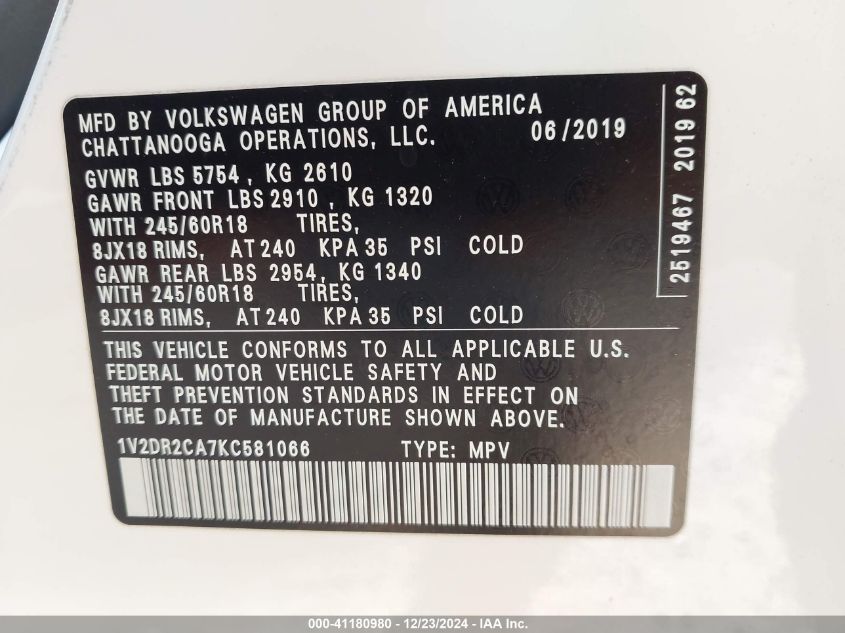 MFD BY VOLKSWAGEN GROUP OF AMERICA
CHATTANOOGA OPERATIONS, LLC. 06/2019
GVWR LBS 5754, KG 2610
GAWR FRONT LBS 2910, KG 1320
WITH 245/60R18 TIRES,
8JX18 RIMS, AT 240 KPA 35 PSI COLD
GAWR REAR LBS 2954, KG 1340
WITH 245/60R18 TIRES,
8JX18 RIMS, AT 240 KPA 35 PSI COLD
THIS VEHICLE CONFORMS TO ALL APPLICABLE U.S.
FEDERAL MOTOR VEHICLE SAFETY AND
THEFT PREVENTION STANDARDS IN EFFECT ON
THE DATE OF MANUFACTURE SHOWN ABOVE.
1V2DR2CA7KC581066 TYPE: MPV
2519467 2019 62
000-41180980 - 12/23/2024 - IAA Inc.